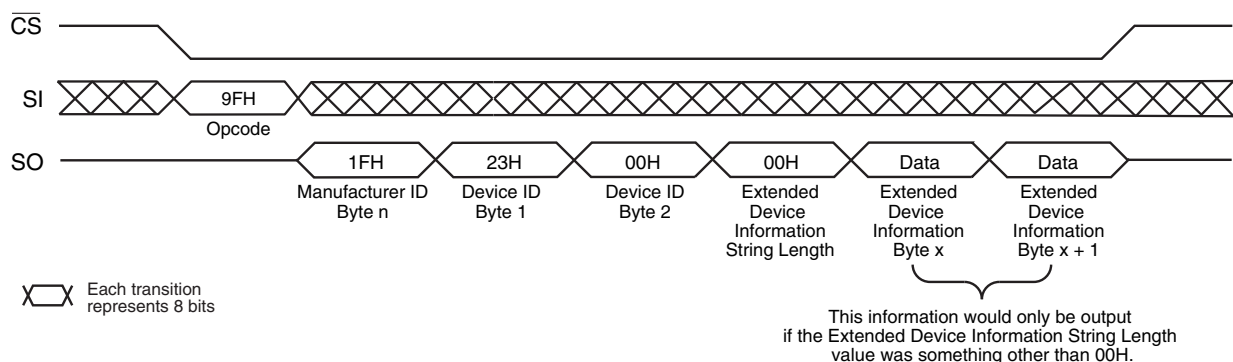 CS
SI
9FH
Opcode
SO
1FH
23H
00H
00H
Data
Data
Manufacturer ID
Byte n
Device ID
Byte 1
Device ID
Byte 2
Extended
Device
Information
String Length
Extended
Device
Information
Byte x
Extended
Device
Information
Byte x + 1
Each transition
represents 8 bits
This information would only be output
if the Extended Device Information String Length
value was something other than 00H.